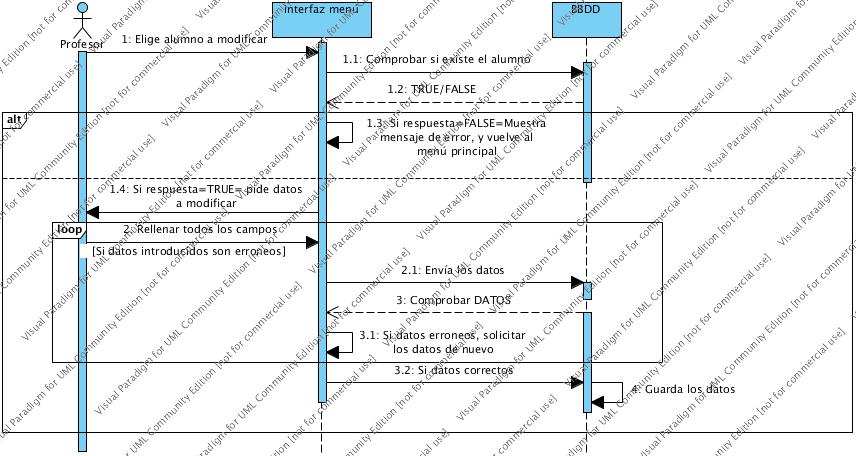 Interfaz menú
BBDD
Profesor
1: Elige alumno a modificar
1.1: Comprobar si existe el alumno
1.2: TRUE/FALSE
alt
1.3: Si respuesta=FALSE=Muestra
mensaje de error, y vuelve al
menú principal
1.4: Si respuesta=TRUE= pide datos
a modificar
loop
2: Rellenar todos los campos
[Si datos introducidos son erroneos]
2.1: Envía los datos
3: Comprobar DATOS
3.1: Si datos erroneos, solicitar
los datos de nuevo
3.2: Si datos correctos
4: Guarda los datos
Visual Paradigm for UML Community Edition [not for commercial use]